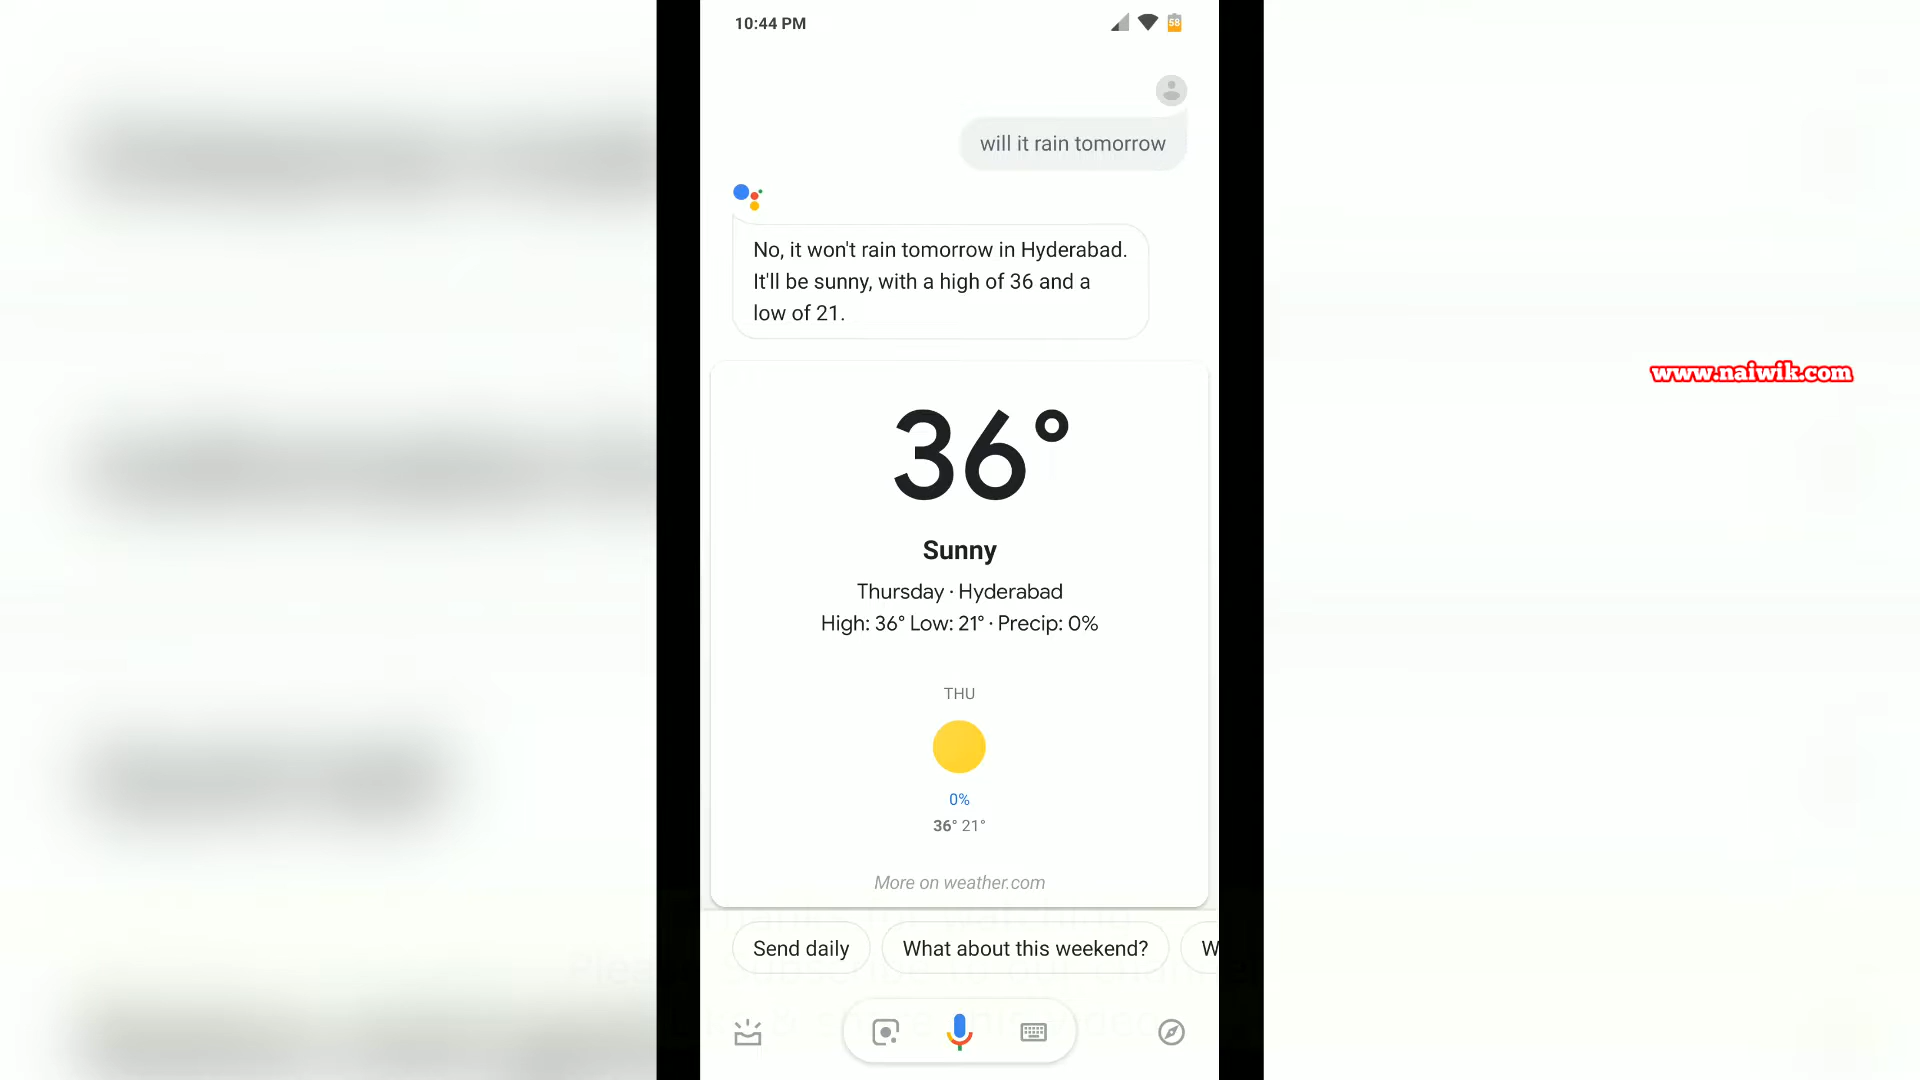 10:44 PM
58
will it rain tomorrow
No, it won't rain tomorrow in Hyderabad.
It'll be sunny, with a high of 36 and a
low of 21.
www.naiwik.com
36°
Sunny
Thursday · Hyderabad
High: 36° Low: 21° · Precip: 0%
THU
0%
36° 21°
More on weather.com
Send daily
What about this weekend?
W